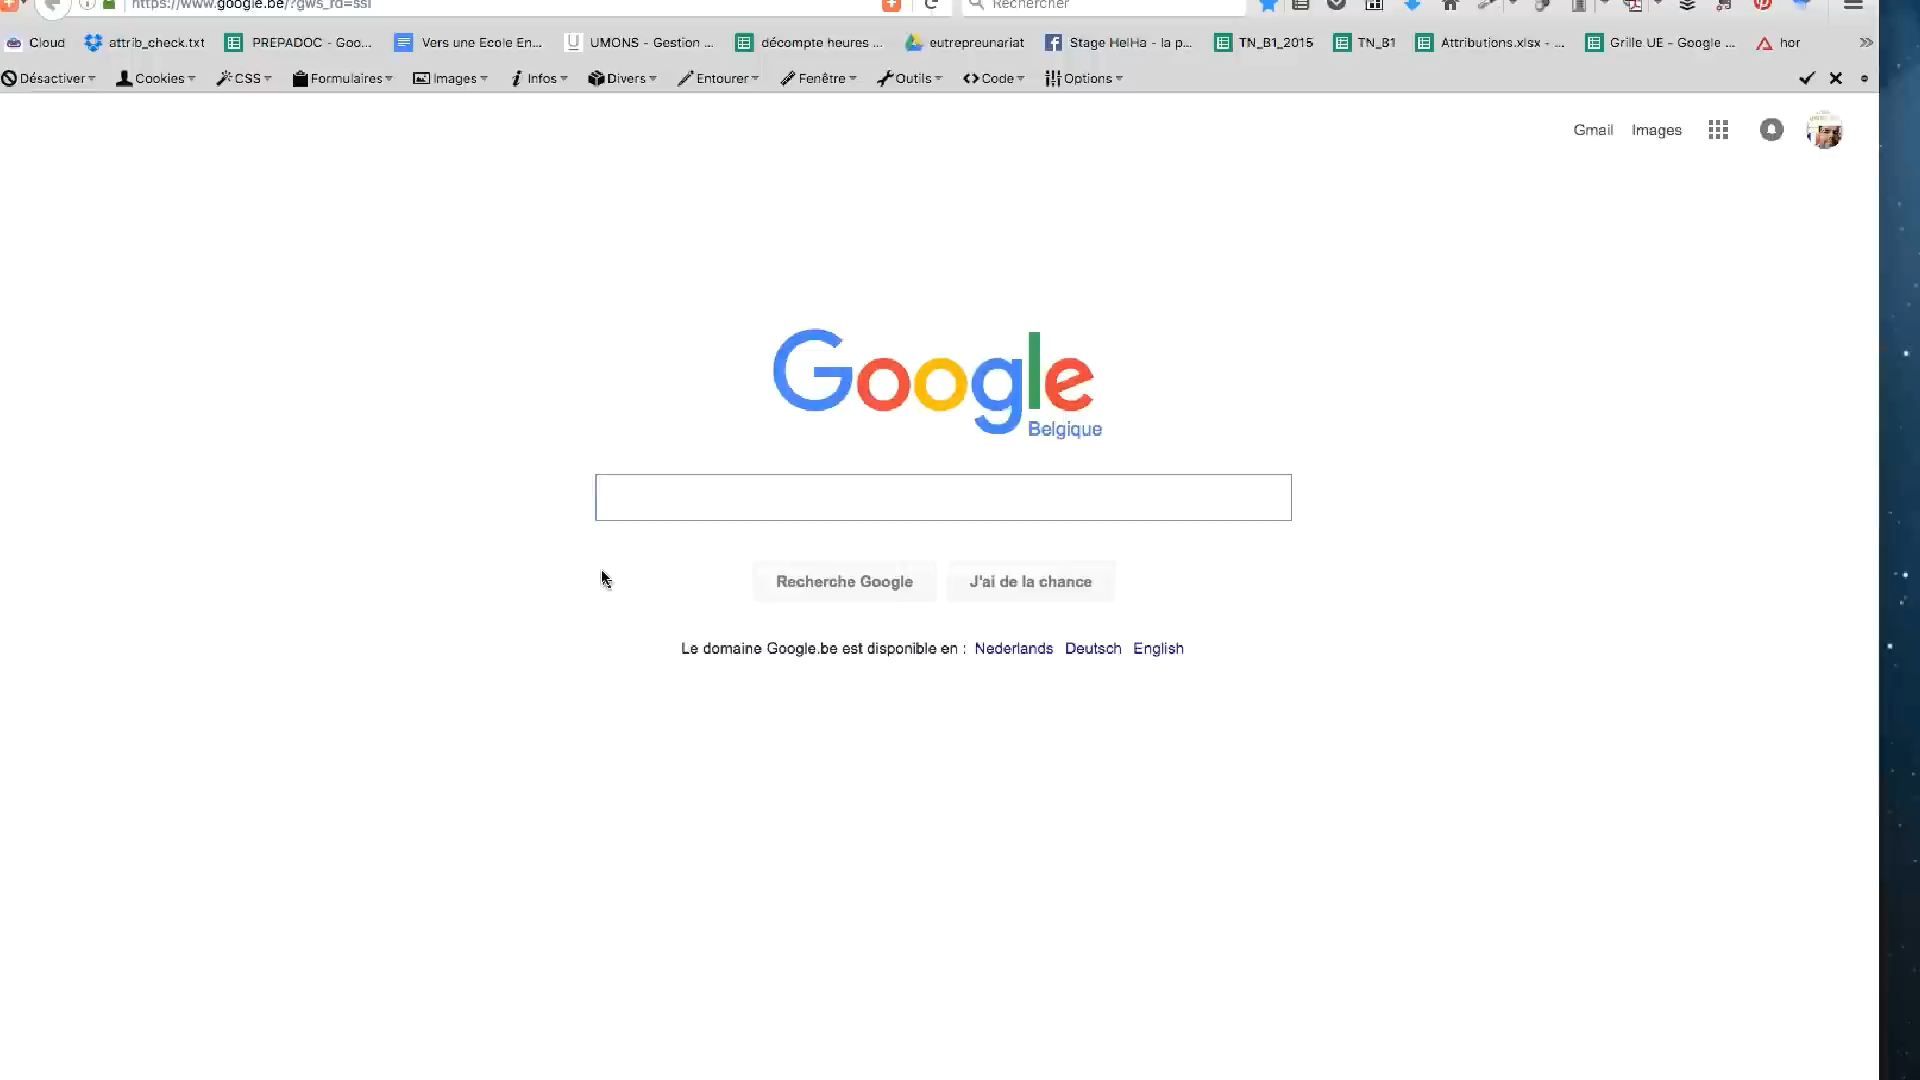 https://www.google.be/?gws_rd=ssl Rechercher
Cloud attrib_check.txt PREPADOC - Goo... Vers une Ecole En... UMONS - Gestion ... décompte heures ... eutrepreunariat Stage HelHa - la p... TN_B1_2015 TN_B1 Attributions.xlsx - ... Grille UE - Google ... hor
Désactiver Cookies CSS Formulaires Images Infos Divers Entourer Fenêtre Outils Code Options
Gmail Images
Google
Belgique
Recherche Google J'ai de la chance
Le domaine Google.be est disponible en : Nederlands Deutsch English